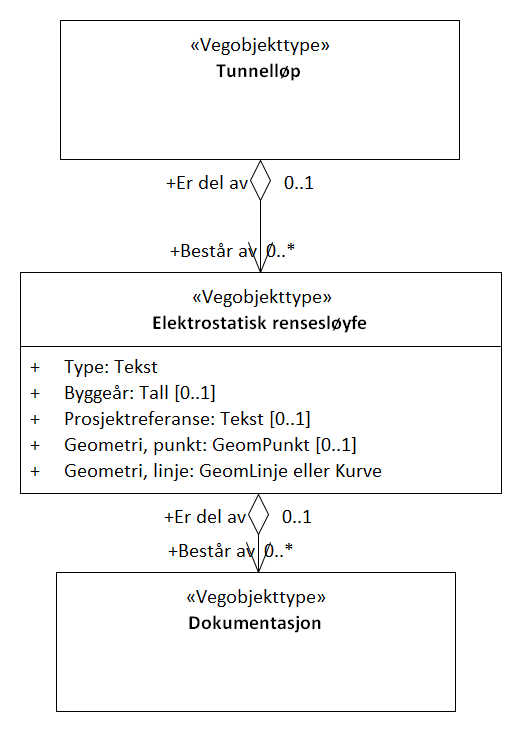 «Vegobjekttype»
Tunnelløp
+Er del av 0..1
+Består av 0..*
«Vegobjekttype»
Elektrostatisk rensesløyfe
+ Type: Tekst
+ Byggeår: Tall [0..1]
+ Prosjektreferanse: Tekst [0..1]
+ Geometri, punkt: GeomPunkt [0..1]
+ Geometri, linje: GeomLinje eller Kurve
+Er del av 0..1
+Består av 0..*
«Vegobjekttype»
Dokumentasjon